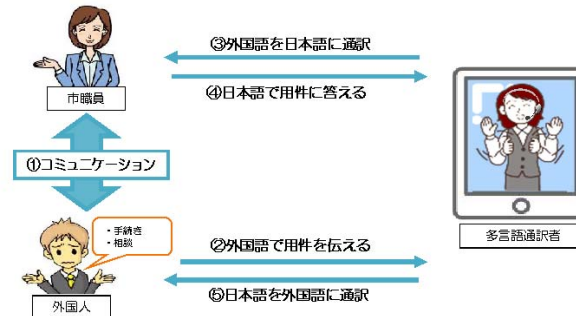 ③外国語を日本語に通訳
④日本語で用件に答える
市職員
①コミュニケーション
・手続き
・相談
②外国語で用件を伝える
多言語通訳者
⑤日本語を外国語に通訳
外国人